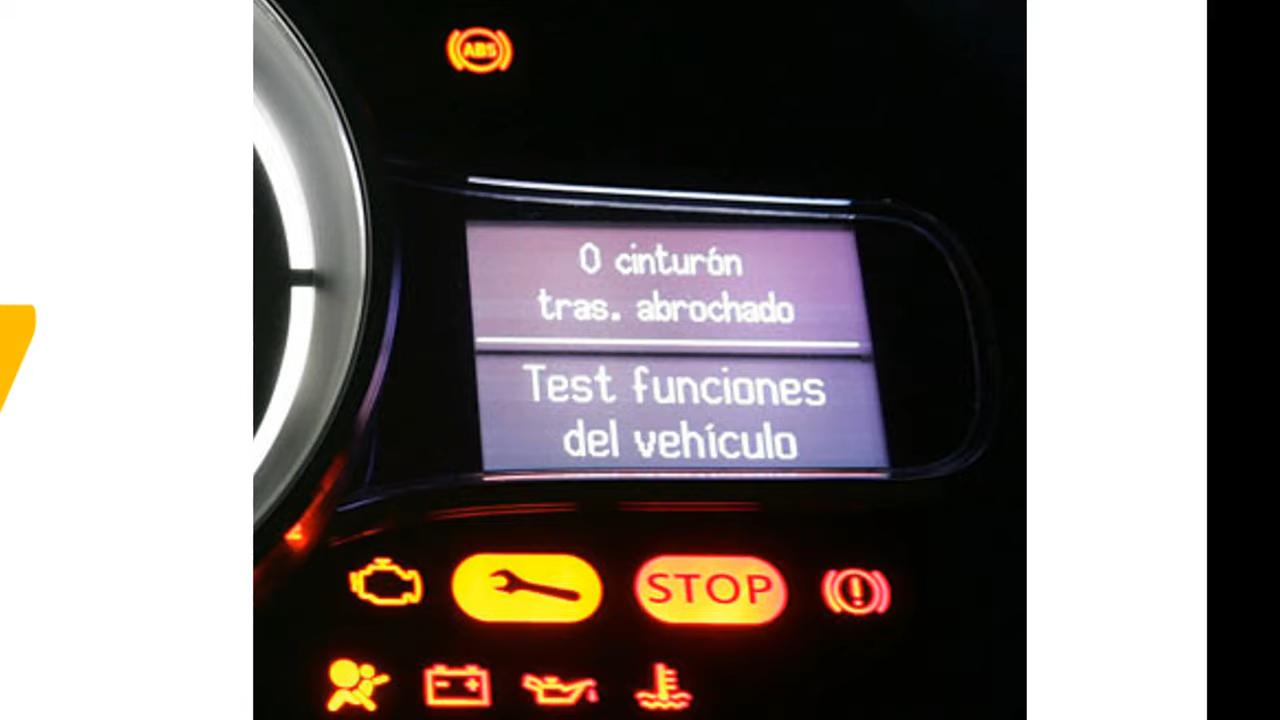 ABS
0 cinturón
tras. abrochado
Test funciones
del vehículo
STOP